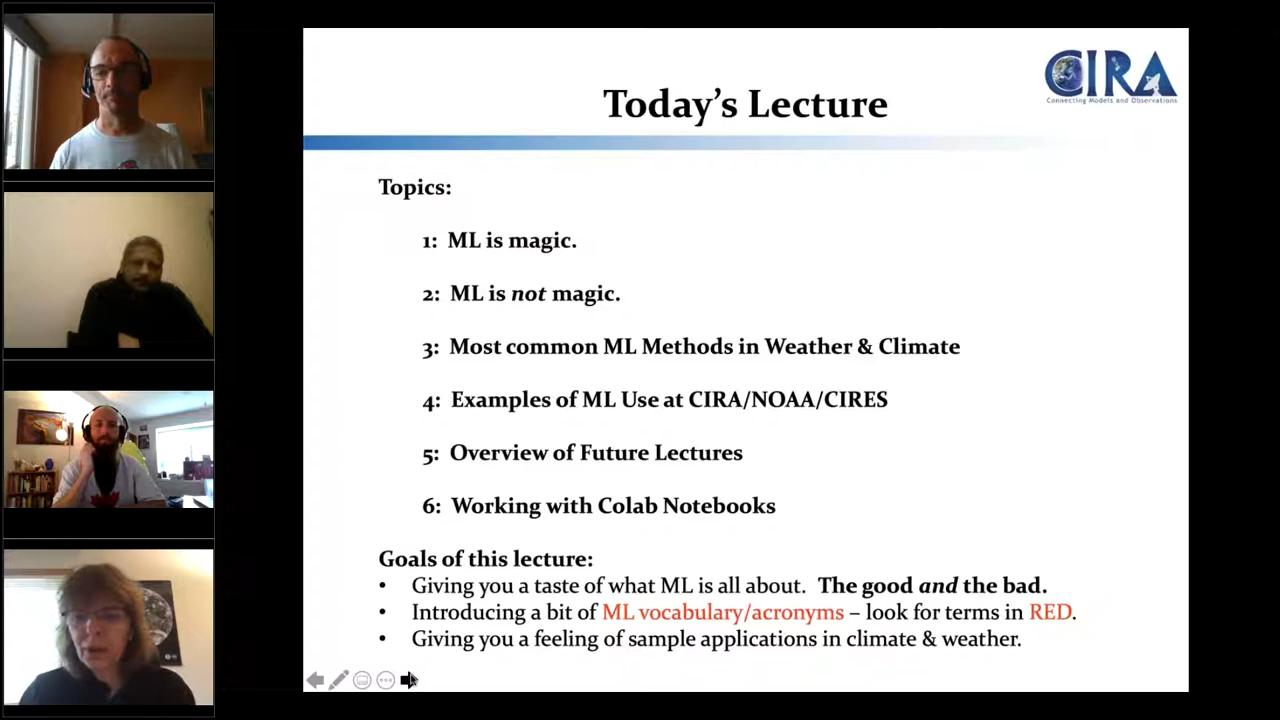 CIRA
Connecting Models and Observations
Today's Lecture
Topics:
1: ML is magic.
2: ML is not magic.
3: Most common ML Methods in Weather & Climate
4: Examples of ML Use at CIRA/NOAA/CIRES
5: Overview of Future Lectures
6: Working with Colab Notebooks
Goals of this lecture:
• Giving you a taste of what ML is all about. The good and the bad.
• Introducing a bit of ML vocabulary/acronyms – look for terms in RED.
• Giving you a feeling of sample applications in climate & weather.